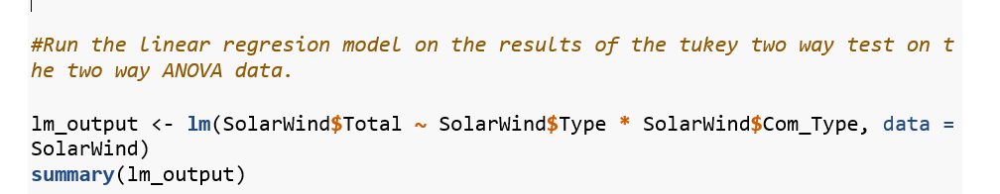 #Run the linear regresion model on the results of the tukey two way test on t
he two way ANOVA data.
lm_output <- lm(SolarWind$Total ~ SolarWind$Type * SolarWind$Com_Type, data =
SolarWind)
summary(lm_output)